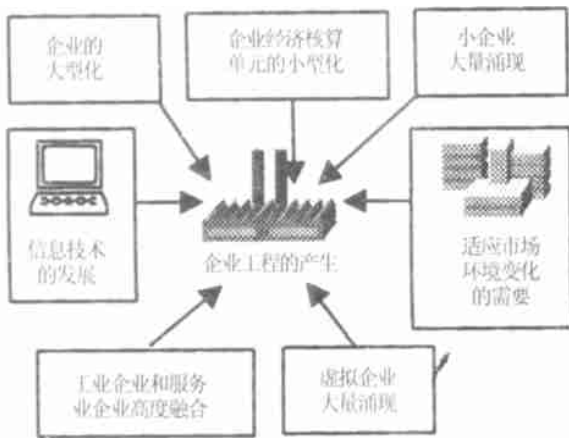 企业的
大型化
企业经济核算
单元的小型化
小企业
大量涌现
信息技术
的发展
企业工程的产生
适应市场
环境变化
的需要
工业企业和服务
业企业高度融合
虚拟企业
大量涌现